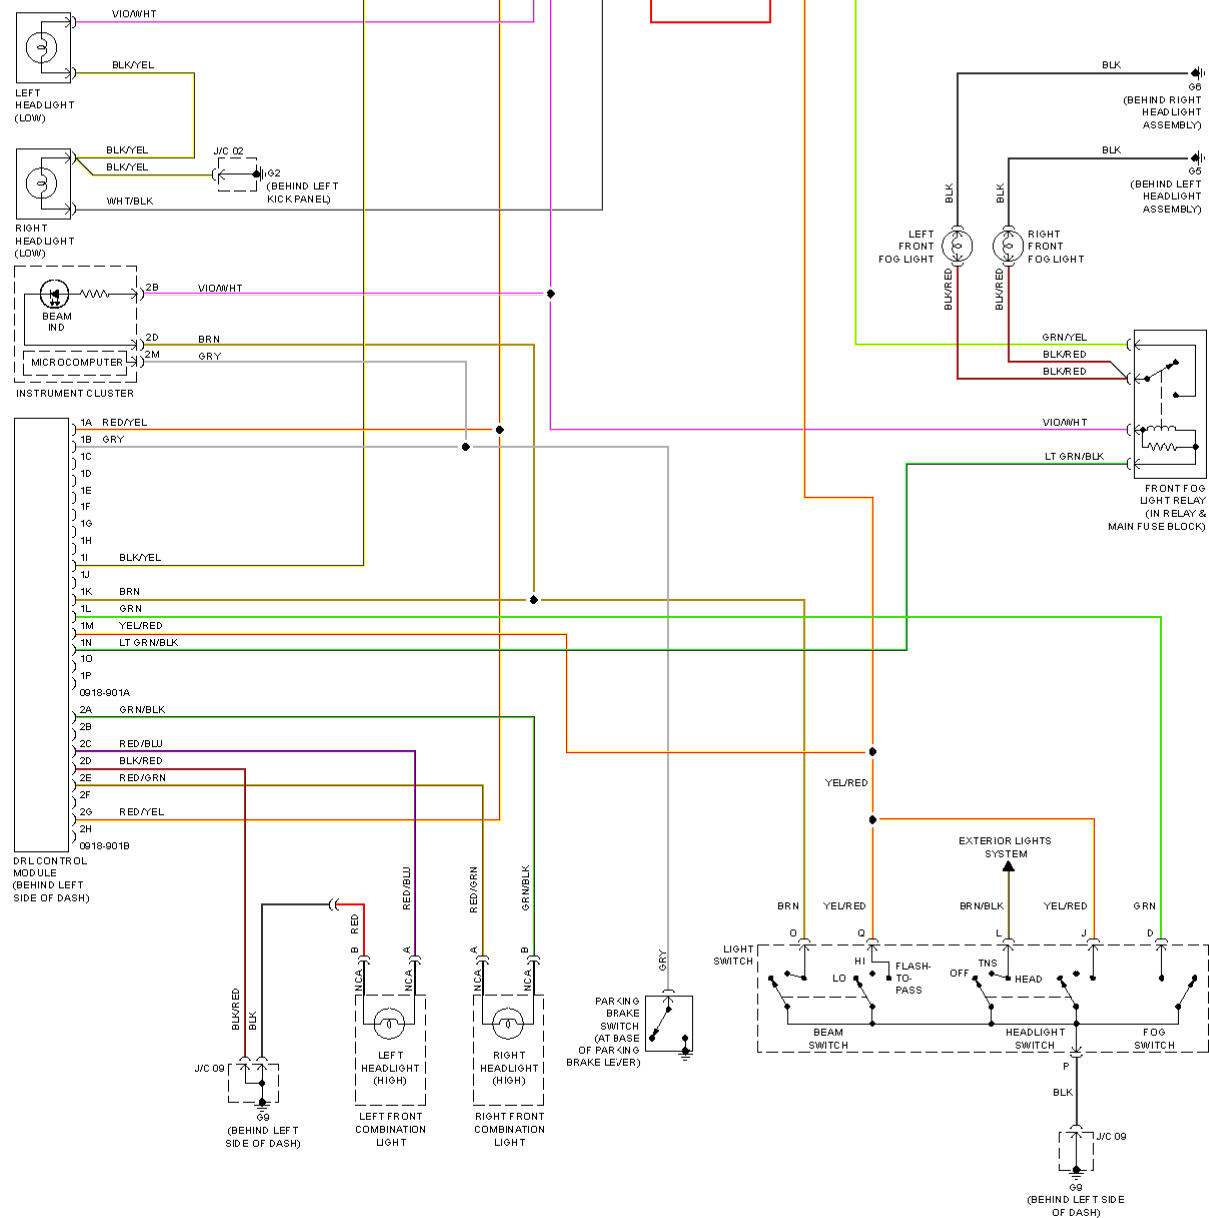 VIO/WHT
BLK/YEL
LEFT
HEADLIGHT
(LOW)
BLK/YEL
BLK/YEL
J/C 02
G2
(BEHIND LEFT
KICK PANEL)
WHT/BLK
RIGHT
HEADLIGHT
(LOW)
BLK
G6
(BEHIND RIGHT
HEADLIGHT
ASSEMBLY)
BLK
G5
(BEHIND LEFT
HEADLIGHT
ASSEMBLY)
BLK
BLK
LEFT
FRONT
FOG LIGHT
RIGHT
FRONT
FOG LIGHT
BLK/RED
BLK/RED
2B
VIO/WHT
BEAM
IND
2D
BRN
2M
GRY
MICROCOMPUTER
INSTRUMENT CLUSTER
GRN/YEL
BLK/RED
BLK/RED
VIO/WHT
LT GRN/BLK
FRONT FOG
LIGHT RELAY
(IN RELAY &
MAIN FUSE BLOCK)
1A RED/YEL
1B GRY
1C
1D
1E
1F
1G
1H
1I BLK/YEL
1J
1K BRN
1L GRN
1M YEL/RED
1N LT GRN/BLK
1O
1P
0918-901A
2A GRN/BLK
2B
2C RED/BLU
2D BLK/RED
2E RED/GRN
2F
2G RED/YEL
2H
0918-901B
DRL CONTROL
MODULE
(BEHIND LEFT
SIDE OF DASH)
YEL/RED
EXTERIOR LIGHTS
SYSTEM
RED
RED/BLU
RED/GRN
GRN/BLK
B
A
A
B
NCA
NCA
NCA
NCA
BLK/RED
BLK
J/C 09
G9
(BEHIND LEFT
SIDE OF DASH)
LEFT
HEADLIGHT
(HIGH)
LEFT FRONT
COMBINATION
LIGHT
RIGHT
HEADLIGHT
(HIGH)
RIGHT FRONT
COMBINATION
LIGHT
GRY
PARKING
BRAKE
SWITCH
(AT BASE
OF PARKING
BRAKE LEVER)
BRN
YEL/RED
BRN/BLK
YEL/RED
GRN
O
Q
L
J
D
LIGHT
SWITCH
HI
LO
FLASH-
TO-
PASS
TNS
OFF
HEAD
BEAM
SWITCH
HEADLIGHT
SWITCH
FOG
SWITCH
P
BLK
J/C 09
G9
(BEHIND LEFT SIDE
OF DASH)